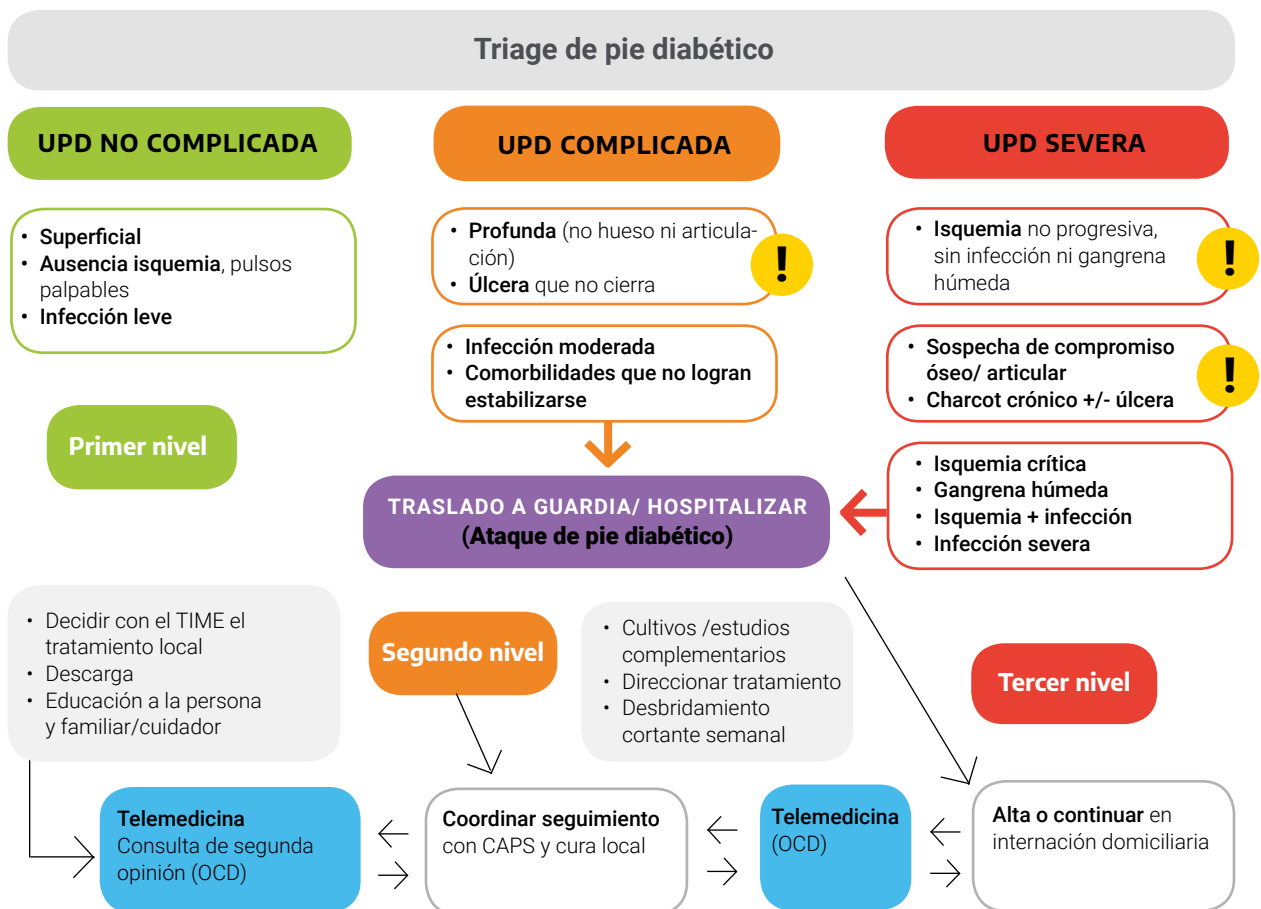 Triage de pie diabético
UPD NO COMPLICADA
UPD COMPLICADA
UPD SEVERA
• Superficial
• Ausencia isquemia, pulsos
palpables
• Infección leve
• Profunda (no hueso ni articula-
ción)
• Úlcera que no cierra
!
• Isquemia no progresiva,
sin infección ni gangrena
húmeda
!
• Infección moderada
• Comorbilidades que no logran
estabilizarse
• Sospecha de compromiso
óseo/ articular
• Charcot crónico +/- úlcera
!
Primer nivel
TRASLADO A GUARDIA/ HOSPITALIZAR
(Ataque de pie diabético)
• Isquemia crítica
• Gangrena húmeda
• Isquemia + infección
• Infección severa
• Decidir con el TIME el
tratamiento local
• Descarga
• Educación a la persona
y familiar/cuidador
Segundo nivel
• Cultivos /estudios
complementarios
• Direccionar tratamiento
• Desbridamiento
cortante semanal
Tercer nivel
Telemedicina
Consulta de segunda
opinión (OCD)
Coordinar seguimiento
con CAPS y cura local
Telemedicina
(OCD)
Alta o continuar en
internación domiciliaria